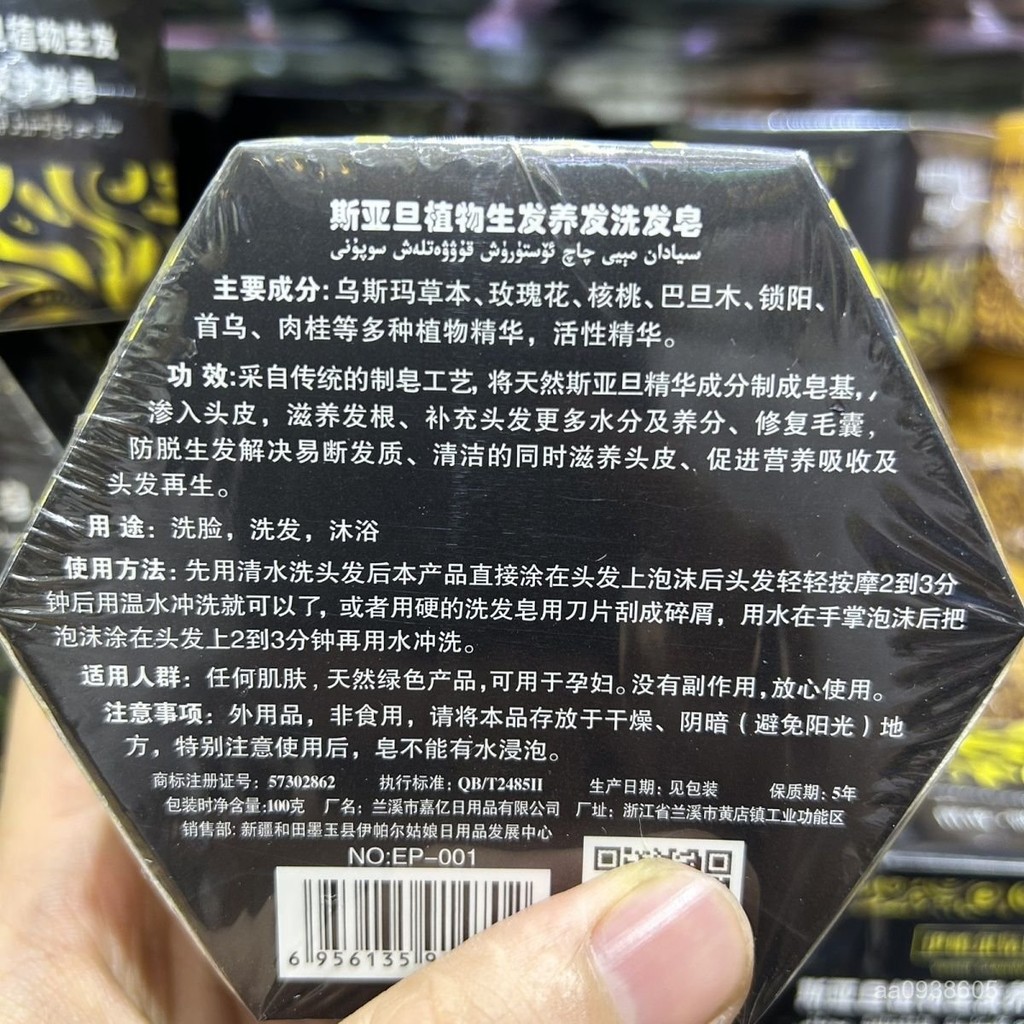 植物生发
斯亚旦植物生发养发洗发皂
سىيادان مېيى چاچ ئۆستۈرۈش قۇۋۋەتلەش سوپۇنى
主要成分:乌斯玛草本、玫瑰花、核桃、巴旦木、锁阳、
首乌、肉桂等多种植物精华，活性精华。
功 效:采自传统的制皂工艺,将天然斯亚旦精华成分制成皂基,,
渗入头皮，滋养发根、补充头发更多水分及养分、修复毛囊，
防脱生发解决易断发质、清洁的同时滋养头皮、促进营养吸收及
头发再生。
用 途：洗脸，洗发，沐浴
使用方法：先用清水洗头发后本产品直接涂在头发上泡沫后头发轻轻按摩2到3分
钟后用温水冲洗就可以了,或者用硬的洗发皂用刀片刮成碎屑，用水在手掌泡沫后把
泡沫涂在头发上2到3分钟再用水冲洗。
适用人群：任何肌肤,天然绿色产品,可用于孕妇。没有副作用,放心使用。
注意事项：外用品，非食用，请将本品存放于干燥、阴暗（避免阳光）地
方，特别注意使用后，皂不能有水浸泡。
商标注册证号：57302862 执行标准：QB/T2485II 生产日期：见包装 保质期：5年
包装时净含量:100克 厂名：兰溪市嘉亿日用品有限公司 厂址：浙江省兰溪市黄店镇工业功能区
销售部:新疆和田墨玉县伊帕尔姑娘日用品发展中心
NO:EP-001
6 956135
aa0938605